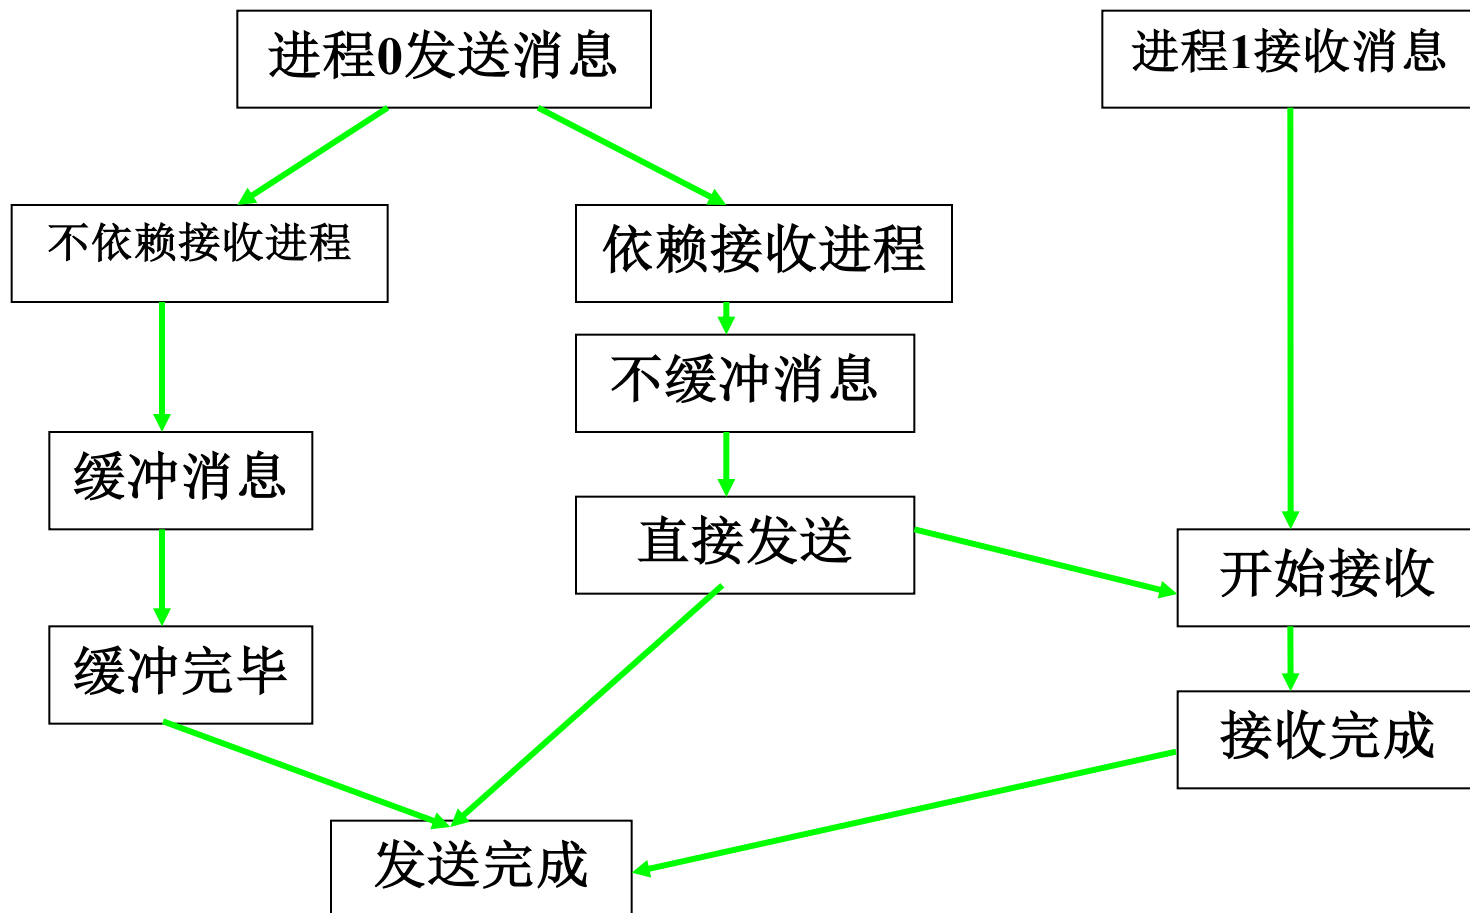 进程0发送消息
进程1接收消息
不依赖接收进程
依赖接收进程
不缓冲消息
缓冲消息
直接发送
开始接收
缓冲完毕
接收完成
发送完成